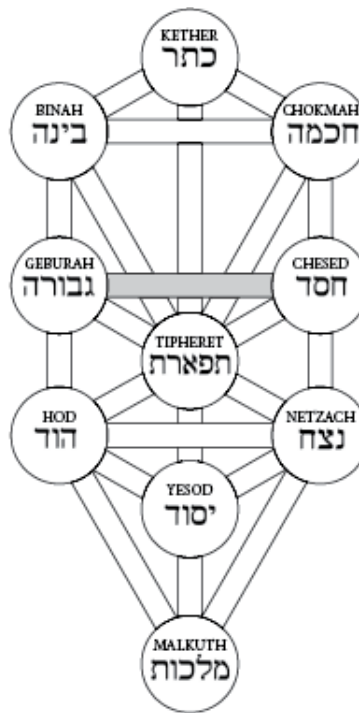 KETHER
כתר
BINAH
בינה
CHOKMAH
חכמה
GEBURAH
גבורה
CHESED
חסד
TIPHERET
תפארת
HOD
הוד
NETZACH
נצח
YESOD
יסוד
MALKUTH
מלכות